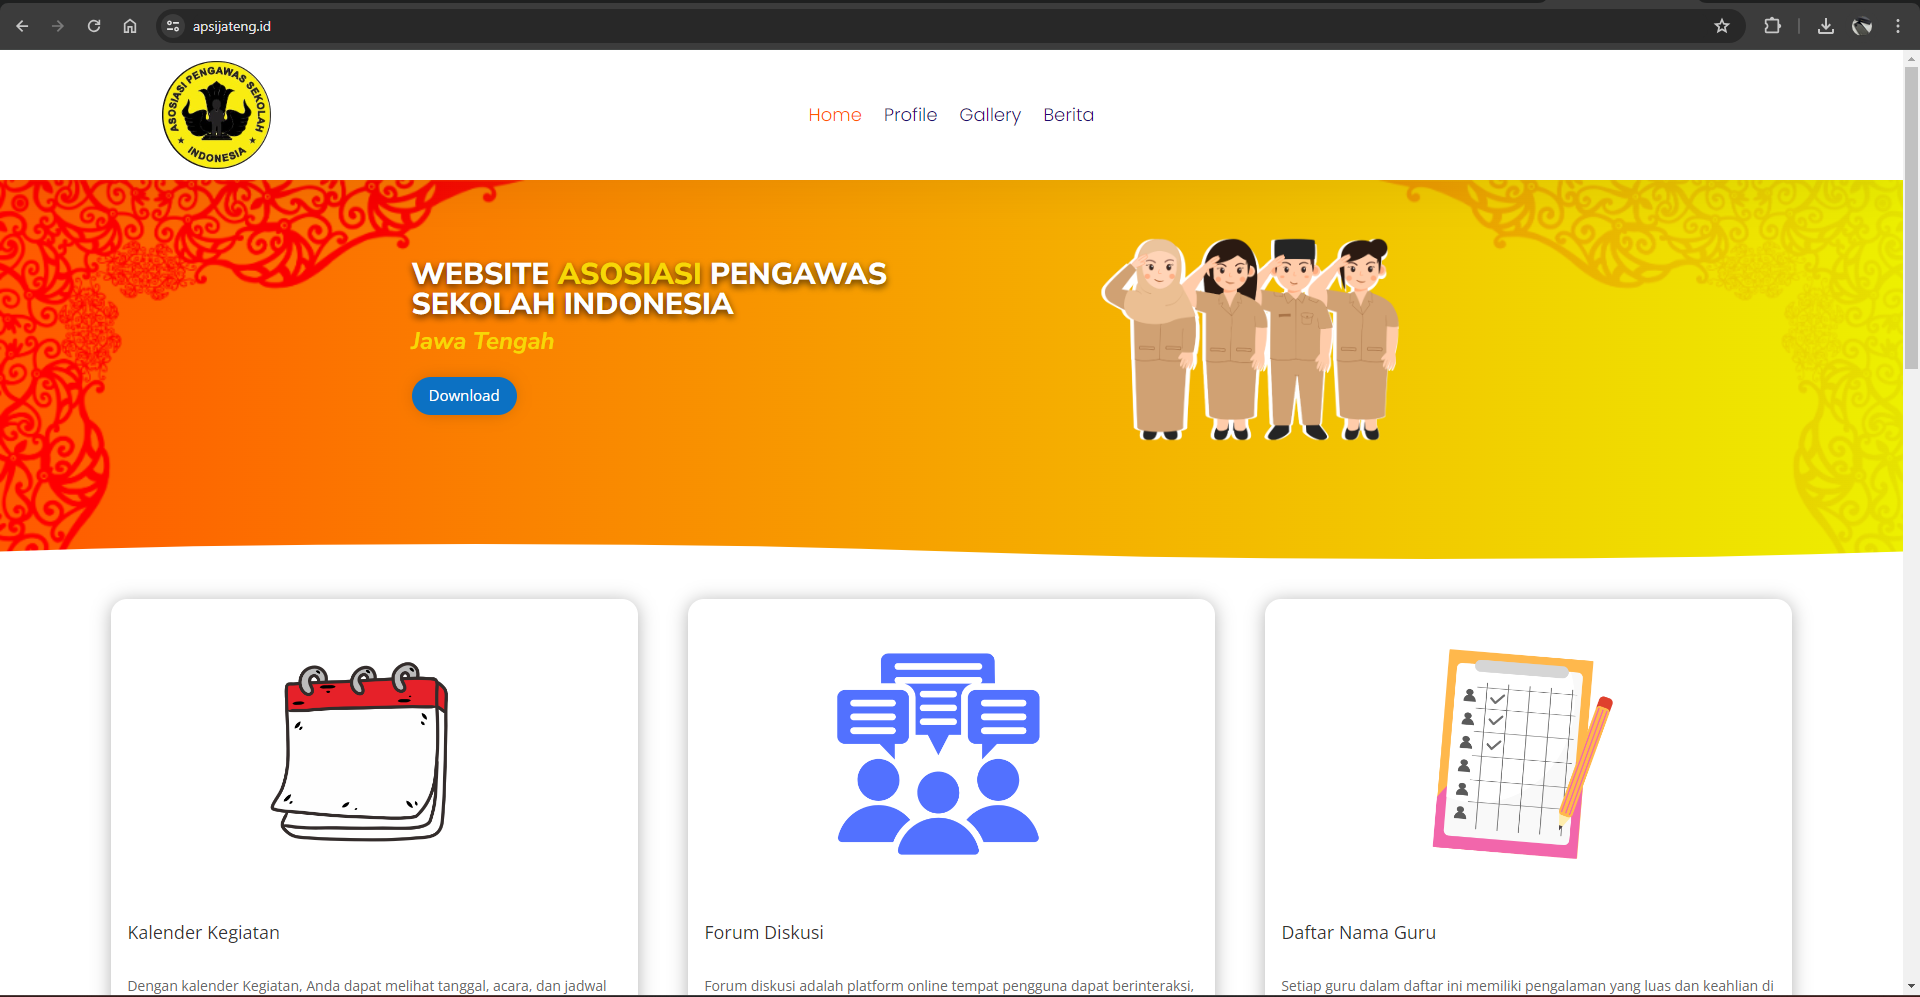 apsijateng.id
ASOSIASI PENGAWAS SEKOLAH
INDONESIA
Home Profile Gallery Berita
WEBSITE ASOSIASI PENGAWAS
SEKOLAH INDONESIA
Jawa Tengah
Download
Kalender Kegiatan
Dengan kalender Kegiatan, Anda dapat melihat tanggal, acara, dan jadwal
Forum Diskusi
Forum diskusi adalah platform online tempat pengguna dapat berinteraksi,
Daftar Nama Guru
Setiap guru dalam daftar ini memiliki pengalaman yang luas dan keahlian di